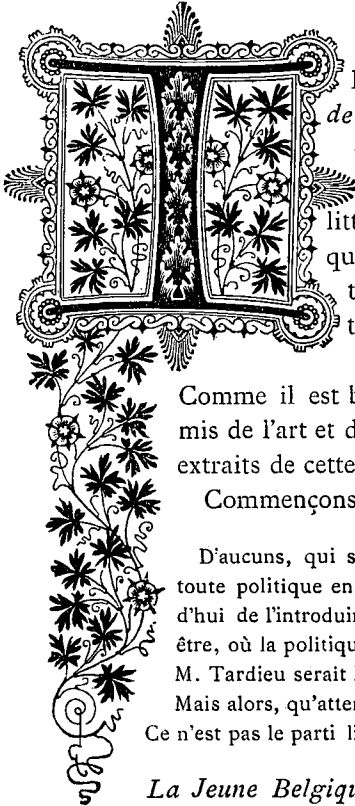 I
de
litt
qu
t
t
Comme il est
mis de l'art et d
extraits de cette
Commençons
D'aucuns, qui s
toute politique en
d'hui de l'introduir
être, où la politiqu
M. Tardieu serait
Mais alors, qu'atter
Ce n'est pas le parti li
La Jeune Belgiqu